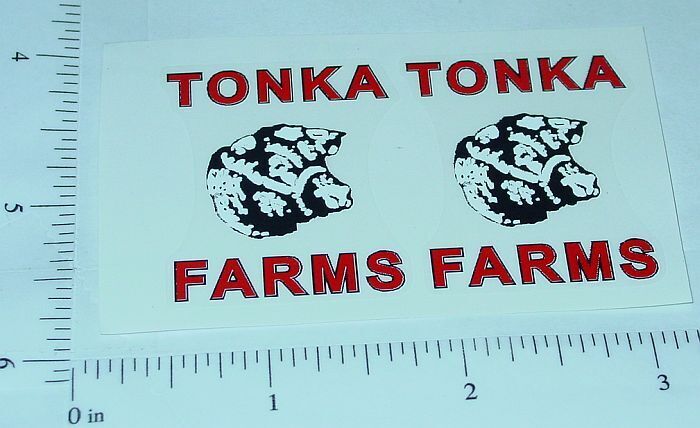 TONKA TONKA
FARMS FARMS
4
5
6
0 in 1 2 3